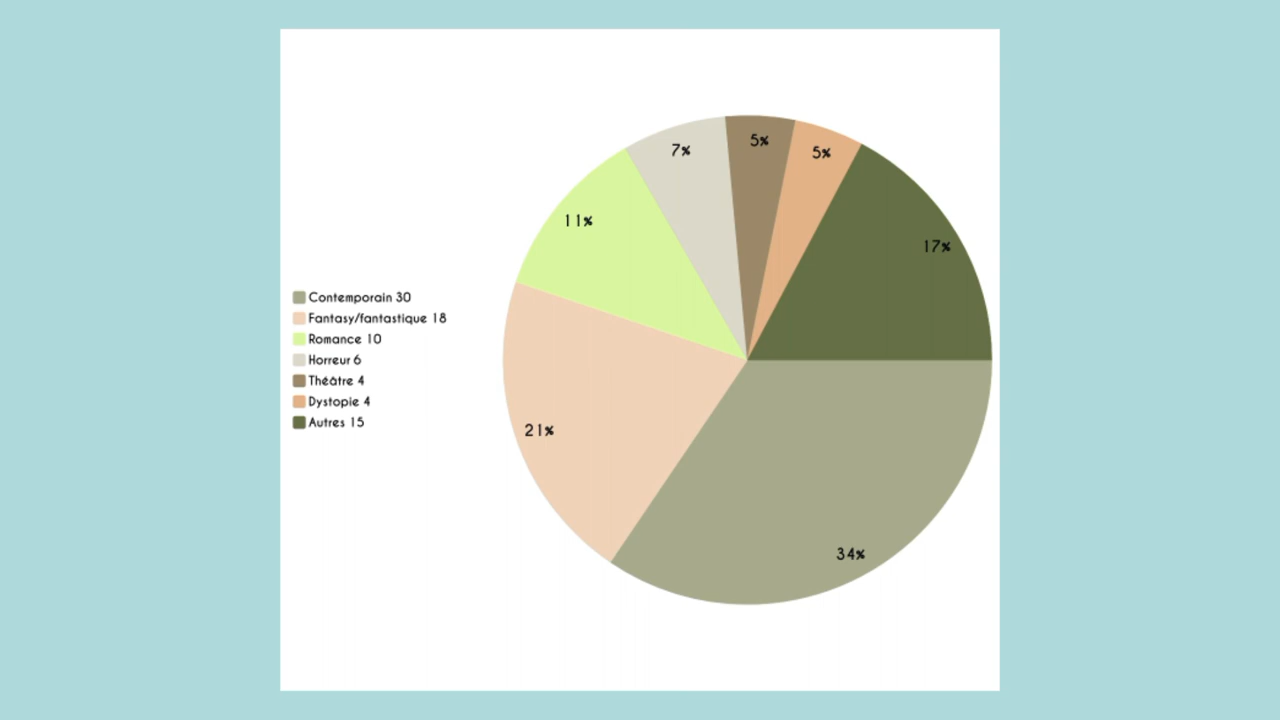 5%
7%
5%
11%
17%
Contemporain 30
Fantasy/fantastique 18
Romance 10
Horreur 6
Théâtre 4
Dystopie 4
Autres 15
21%
34%